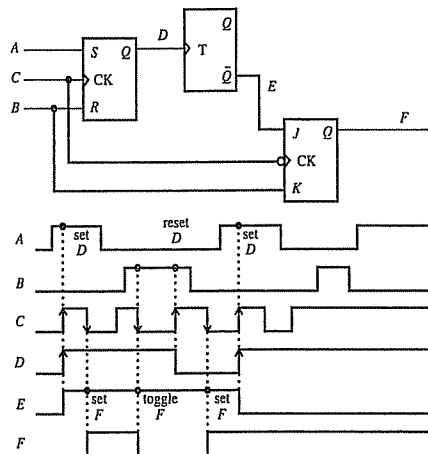 A S Q D T Q
C CK Q̄
B R E
J Q F
CK
K
A set D reset D set D
B
C
D
E set F toggle F set F
F